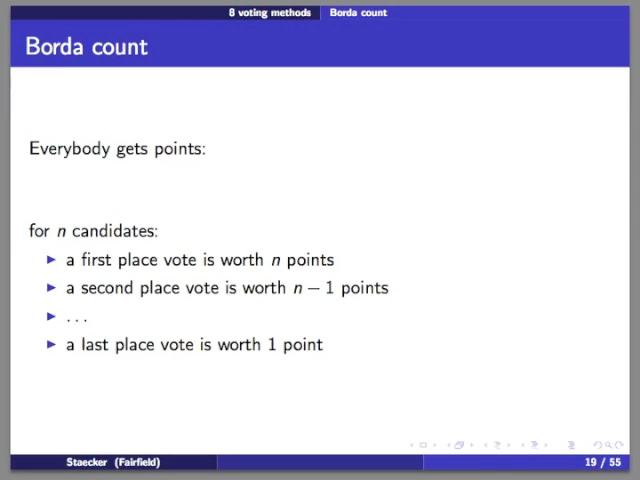 8 voting methods Borda count
Borda count
Everybody gets points:
for n candidates:
▶ a first place vote is worth n points
▶ a second place vote is worth n − 1 points
▶ ...
▶ a last place vote is worth 1 point
Staecker (Fairfield) 19 / 55